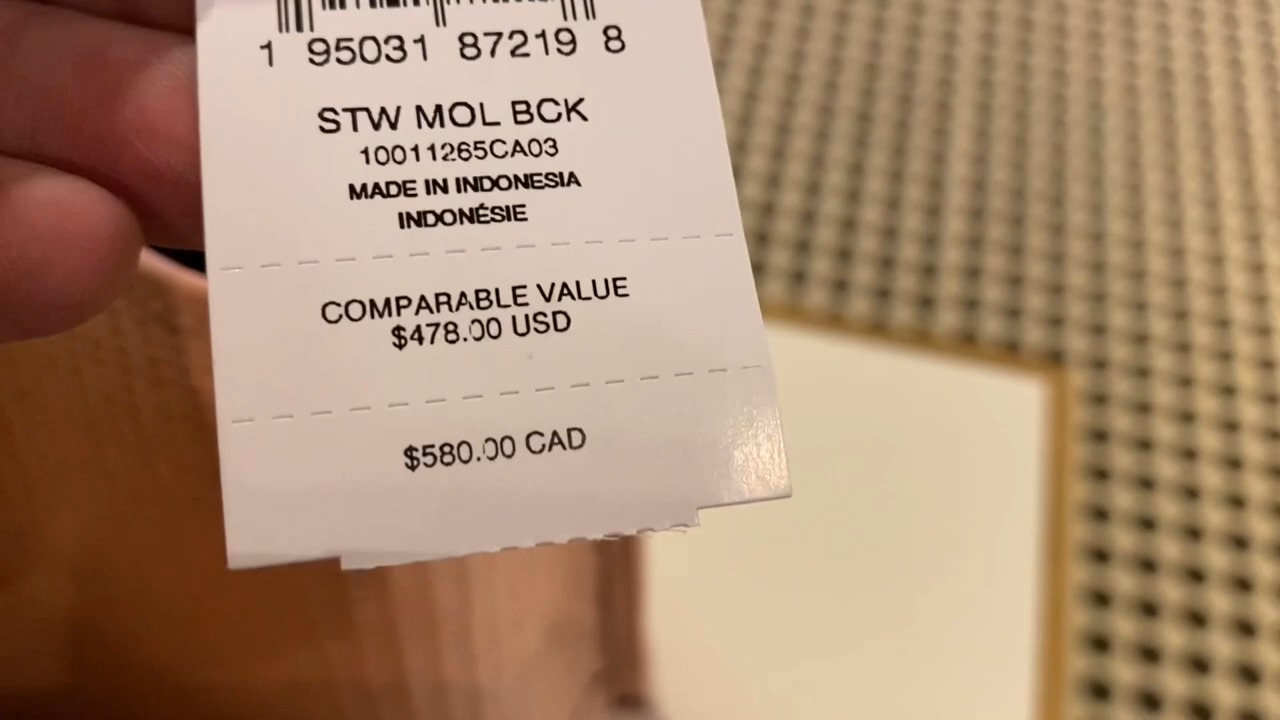 1 95031 87219 8
STW MOL BCK
10011265CA03
MADE IN INDONESIA
INDONÉSIE
COMPARABLE VALUE
$478.00 USD
$580.00 CAD